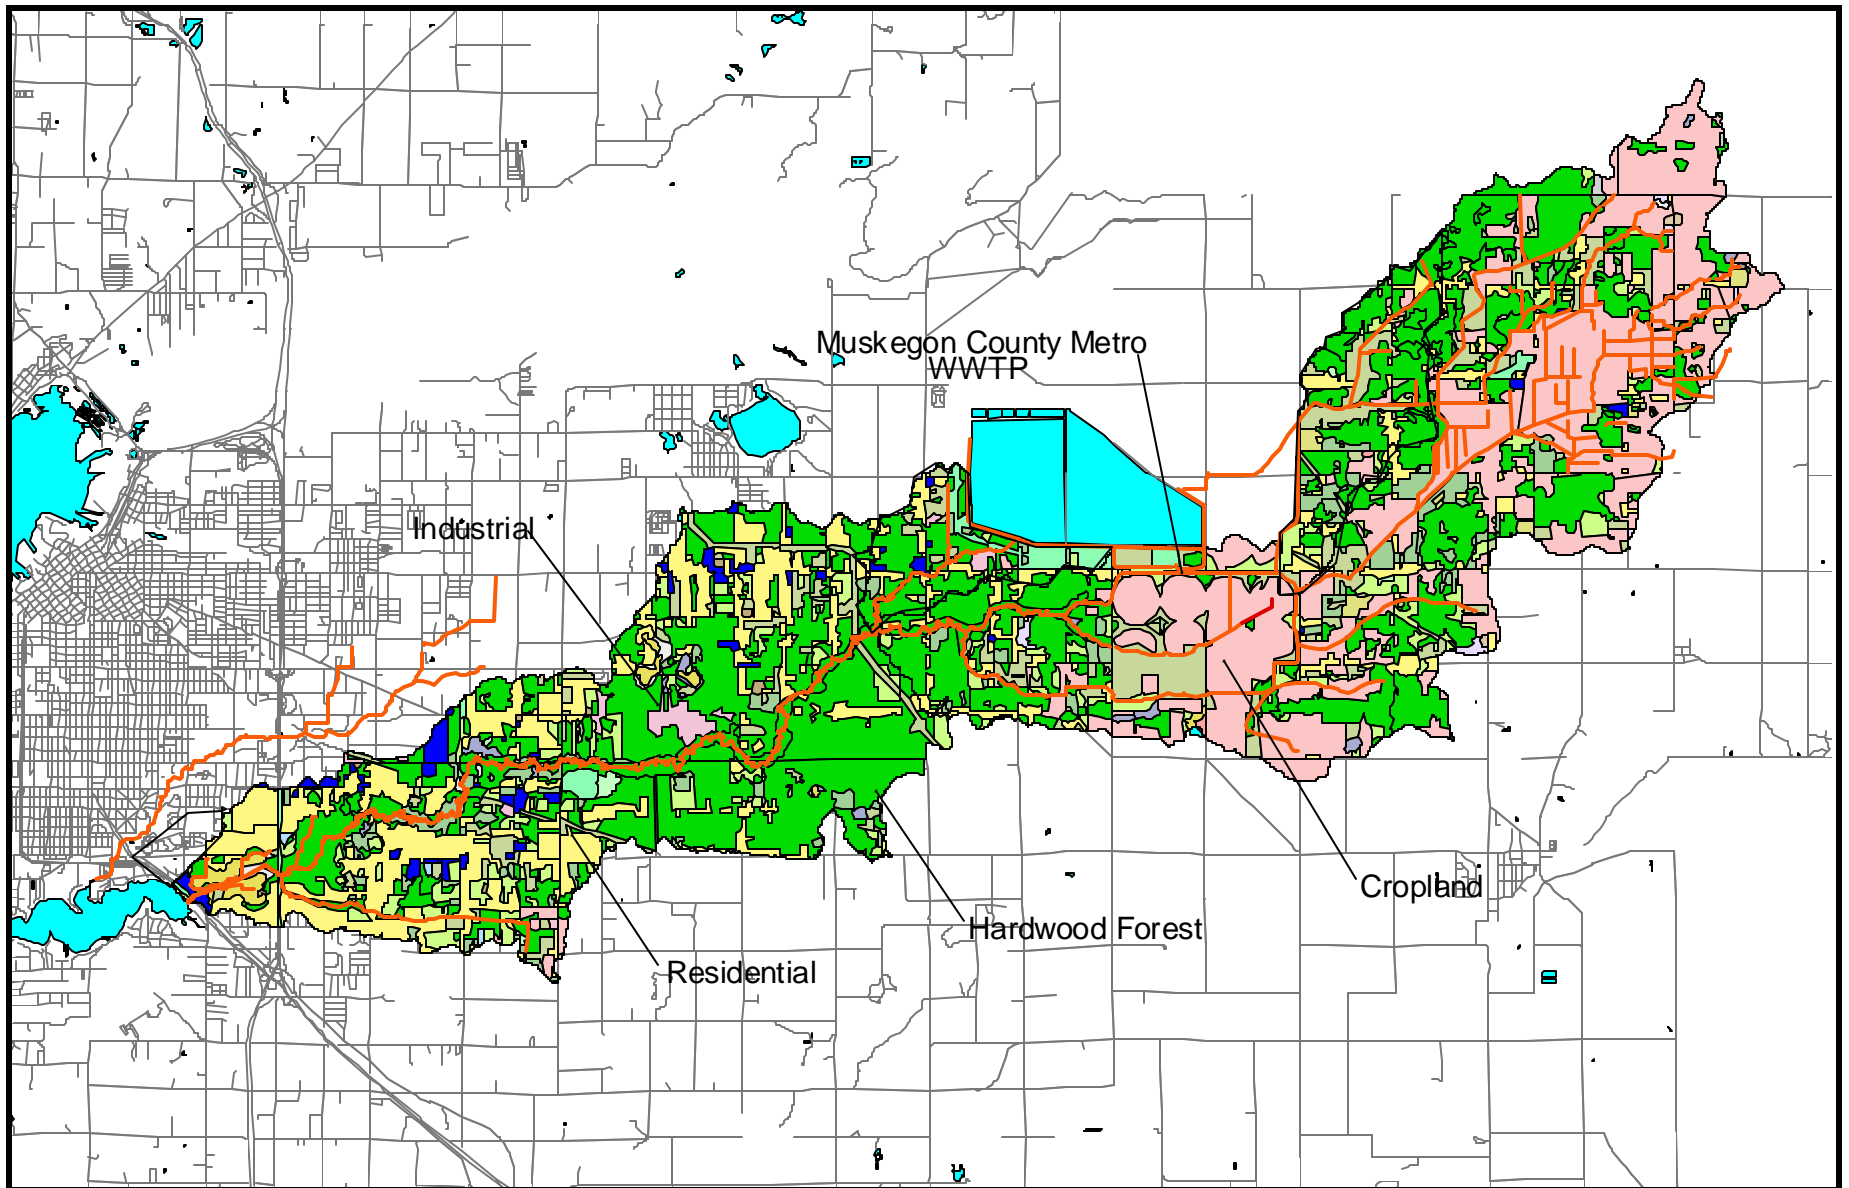 Muskegon County Metro
WWTP
Industrial
Cropland
Hardwood Forest
Residential